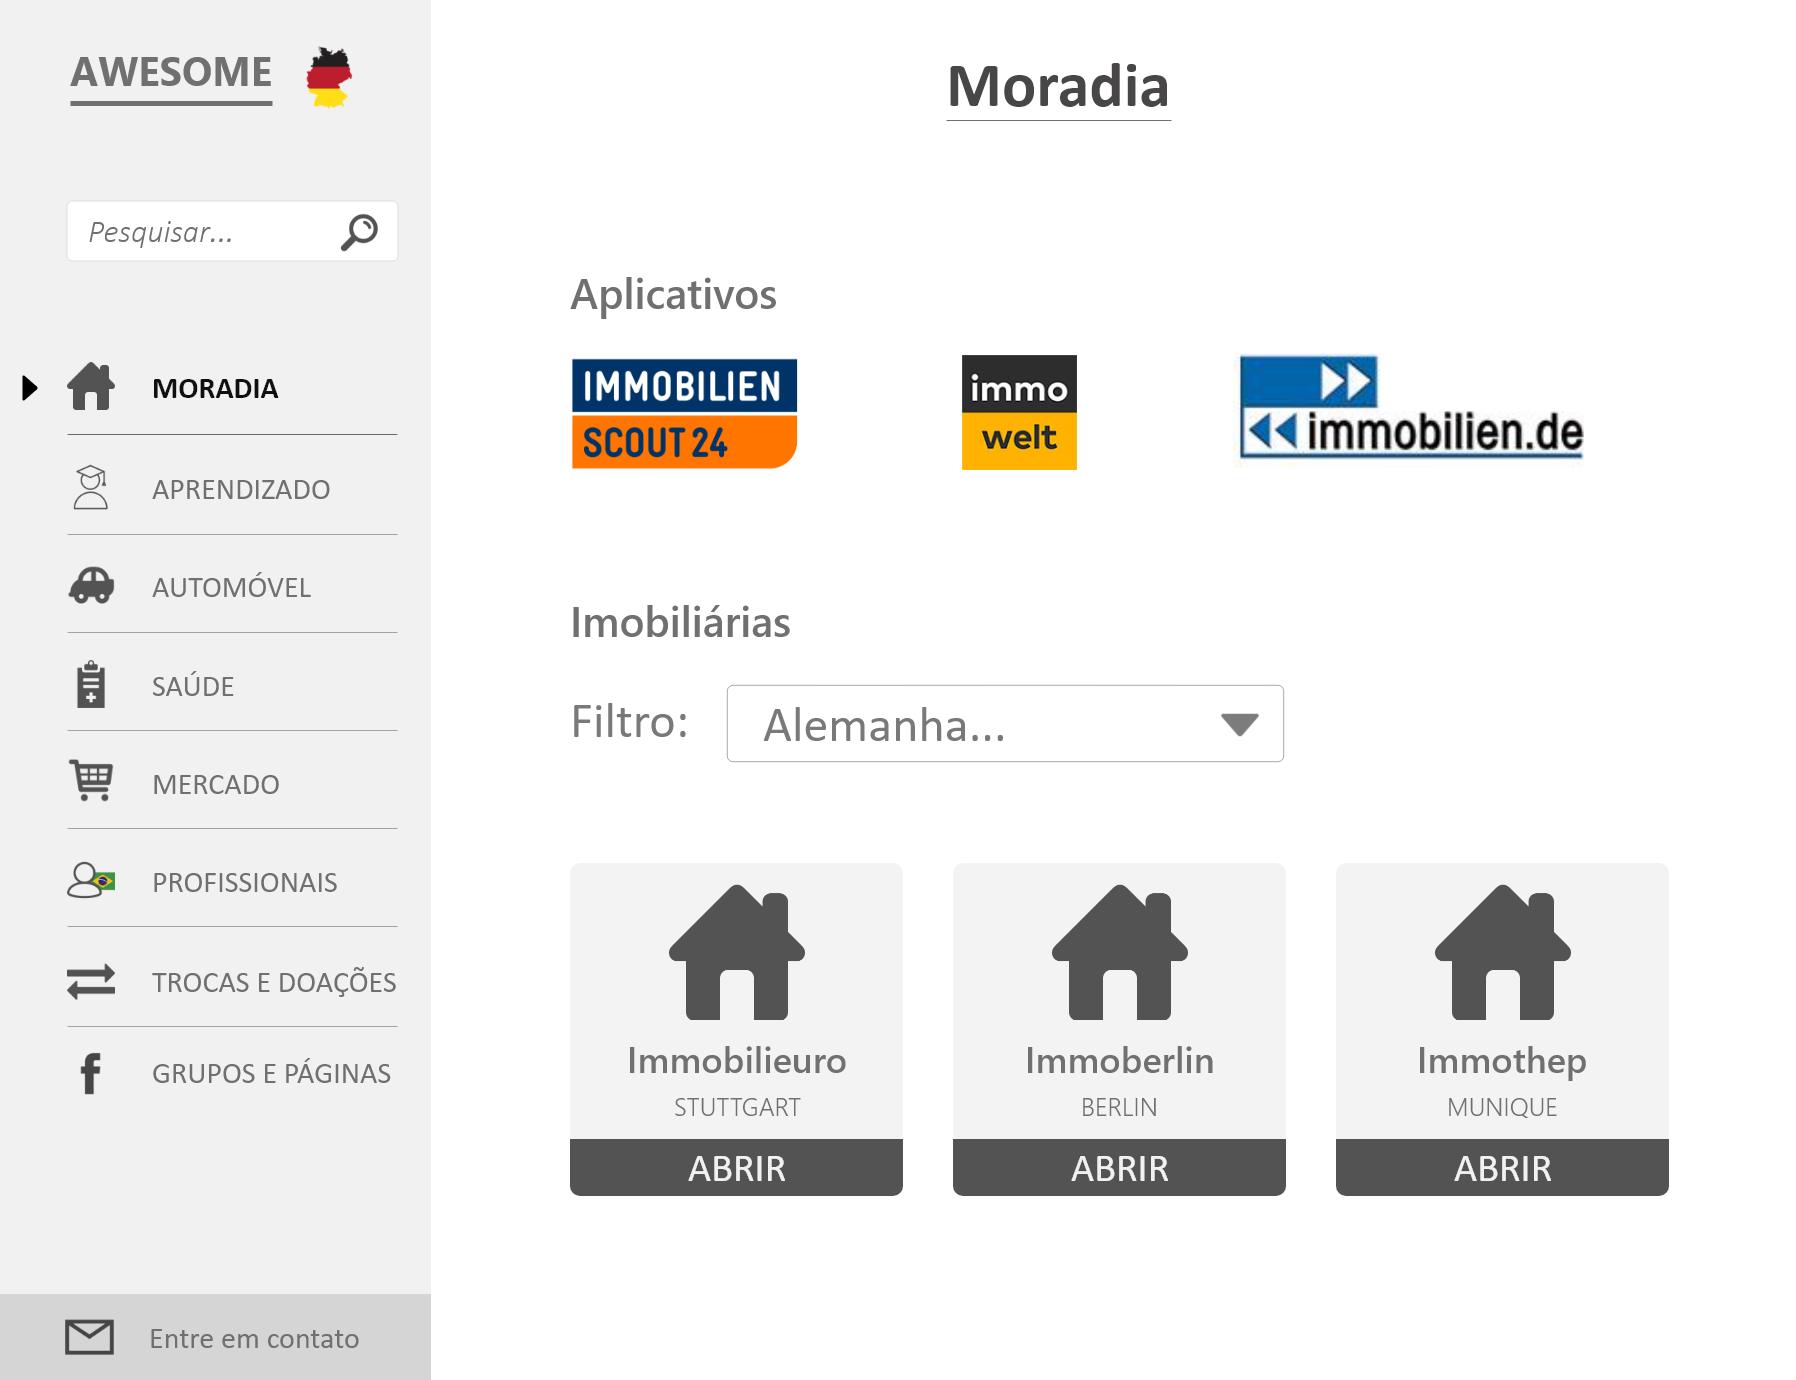 AWESOME
Pesquisar...
MORADIA
APRENDIZADO
AUTOMÓVEL
SAÚDE
MERCADO
PROFISSIONAIS
TROCAS E DOAÇÕES
GRUPOS E PÁGINAS
Entre em contato
Moradia
Aplicativos
IMMOBILIEN
SCOUT 24
immo
welt
immobilien.de
Imobiliárias
Filtro:
Alemanha...
Immobilieuro
STUTTGART
ABRIR
Immoberlin
BERLIN
ABRIR
Immothep
MUNIQUE
ABRIR